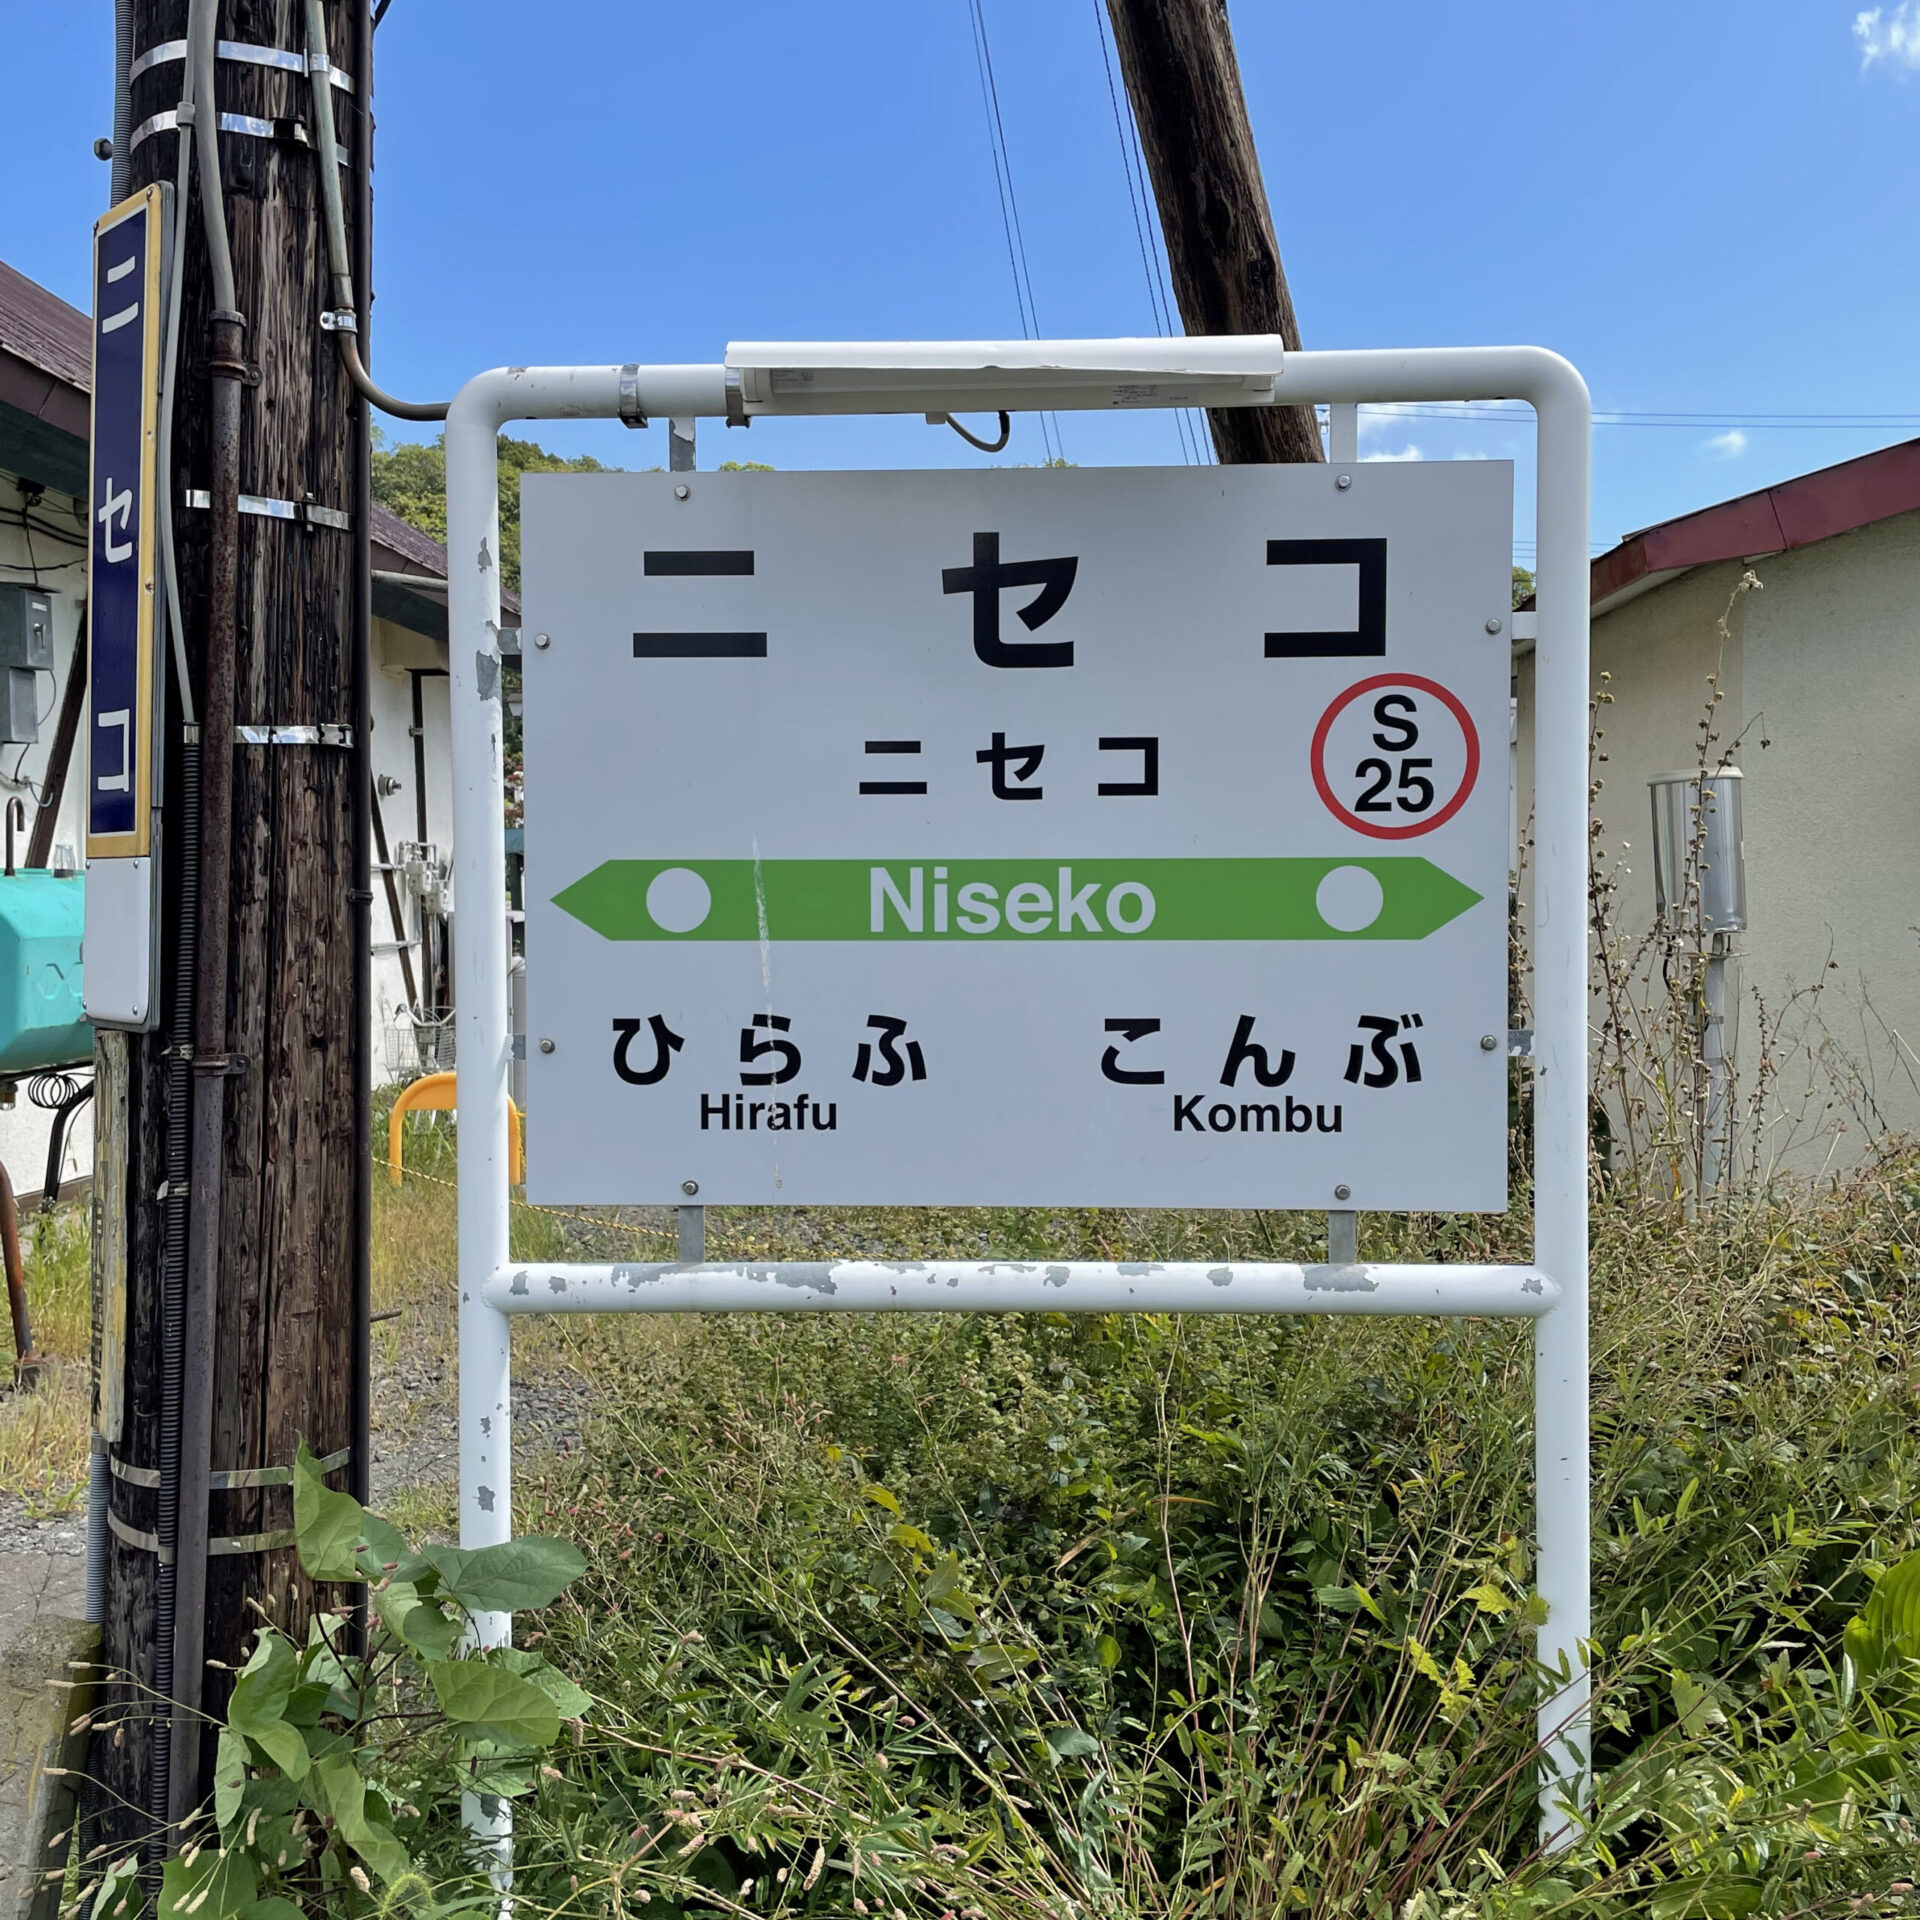 ニセコ
ニセコ
ニセコ
S
25
Niseko
ひらふ こんぶ
Hirafu Kombu